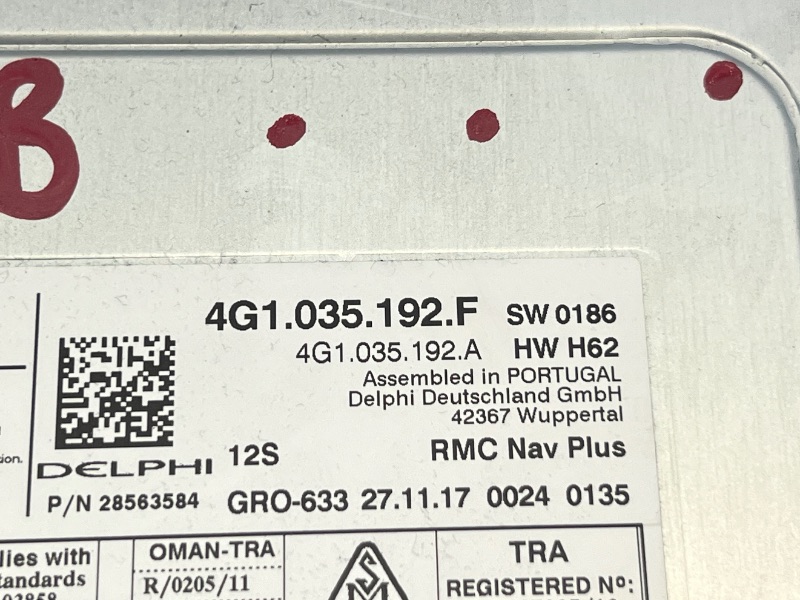 B
4G1.035.192.F SW 0186
4G1.035.192.A HW H62
Assembled in PORTUGAL
Delphi Deutschland GmbH
42367 Wuppertal
DELPHI 12S RMC Nav Plus
P/N 28563584 GRO-633 27.11.17 0024 0135
OMAN-TRA
R/0205/11
TRA
REGISTERED Nº:
lies with
tandards